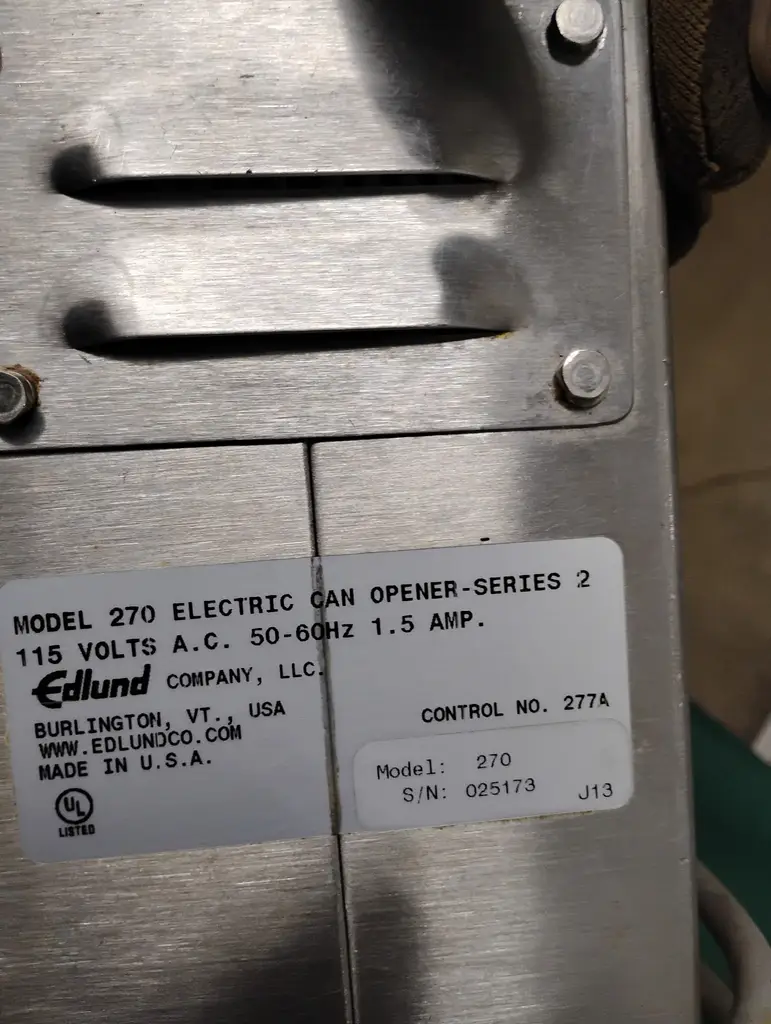 MODEL 270 ELECTRIC CAN OPENER-SERIES 2
115 VOLTS A.C. 50-60Hz 1.5 AMP.
Edlund COMPANY, LLC.
BURLINGTON, VT., USA
WWW.EDLUNDCO.COM
MADE IN U.S.A.
UL
LISTED
CONTROL NO. 277A
Model: 270
S/N: 025173 J13